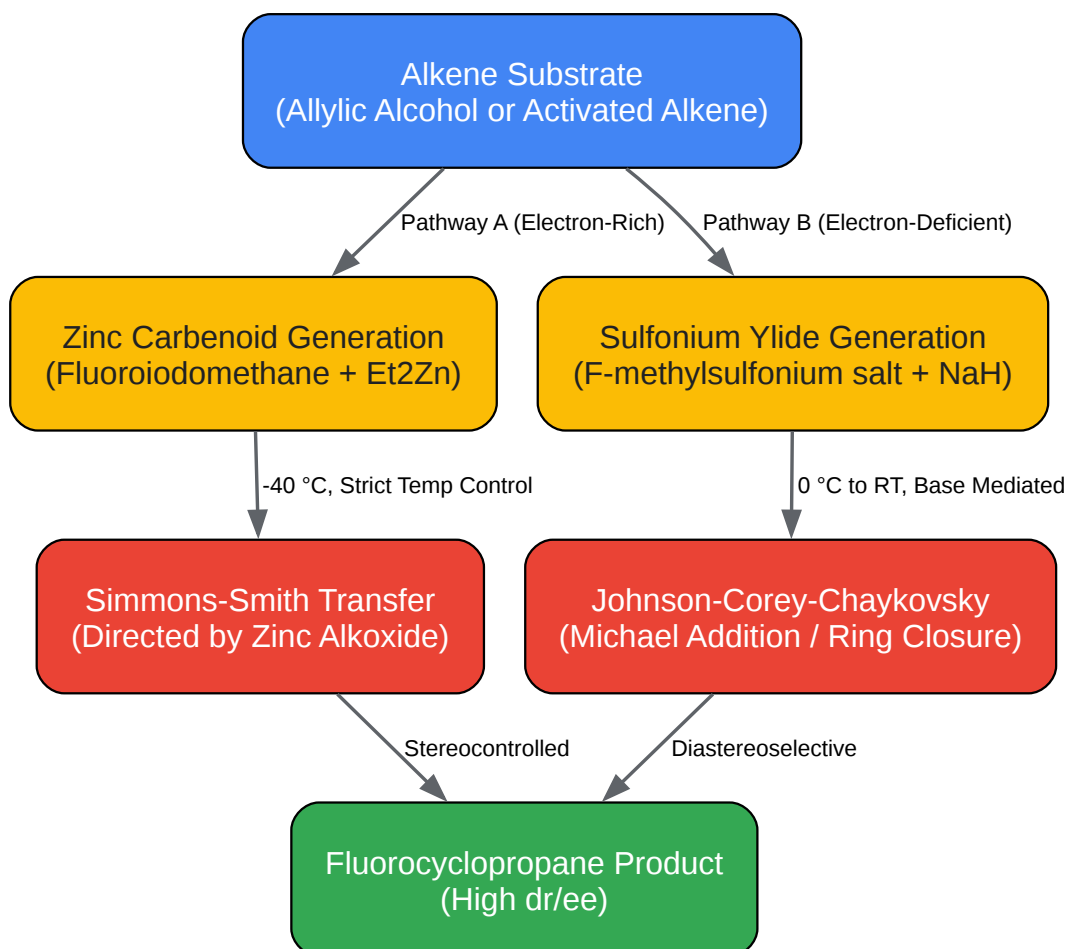 Alkene Substrate
(Allylic Alcohol or Activated Alkene)
Pathway A (Electron-Rich)
Pathway B (Electron-Deficient)
Zinc Carbenoid Generation
(Fluoroiodomethane + Et2Zn)
Sulfonium Ylide Generation
(F-methylsulfonium salt + NaH)
-40 °C, Strict Temp Control
0 °C to RT, Base Mediated
Simmons-Smith Transfer
(Directed by Zinc Alkoxide)
Johnson-Corey-Chaykovsky
(Michael Addition / Ring Closure)
Stereocontrolled
Diastereoselective
Fluorocyclopropane Product
(High dr/ee)